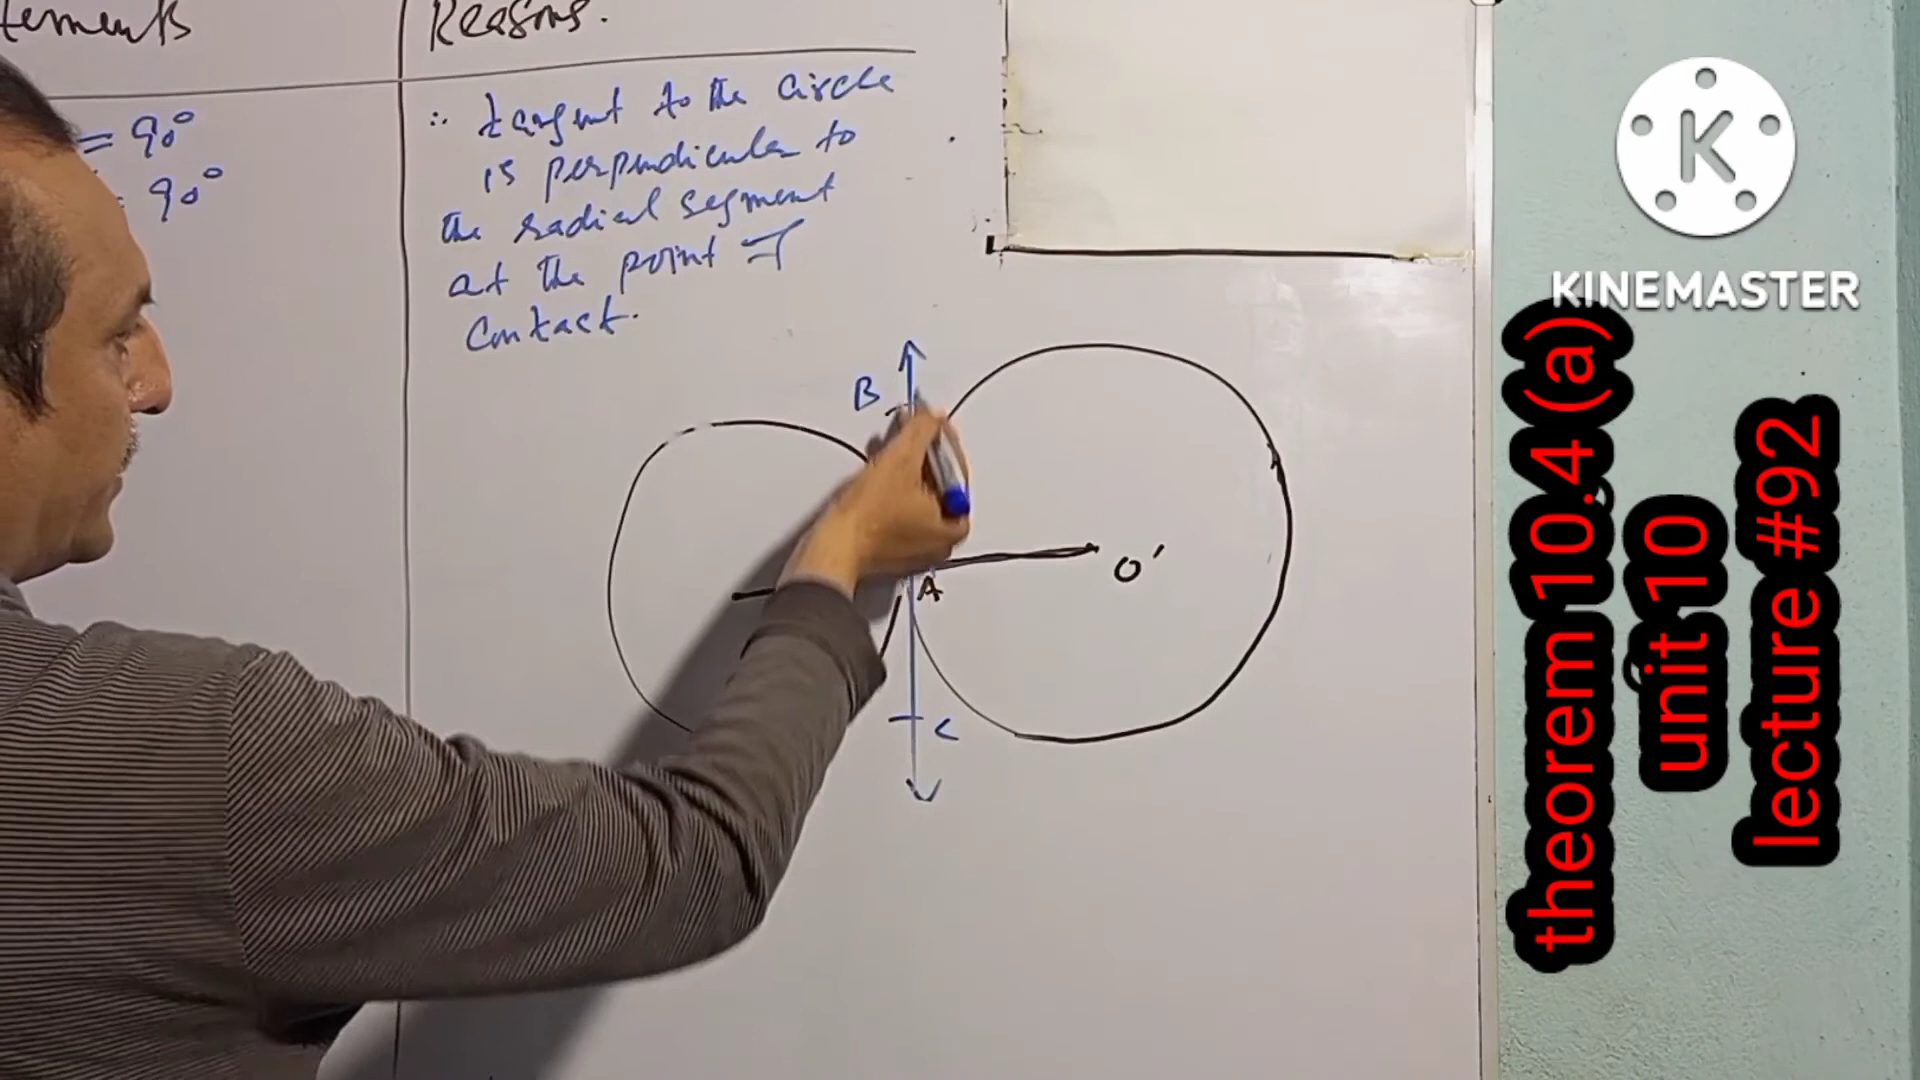 Reasons.
= 90°
= 90°
∴ tangent to the circle
is perpendicular to
the radial segment
at the point of
Contact.
B
A
O′
C
K
KINEMASTER
theorem 10.4 (a)
unit 10
lecture #92